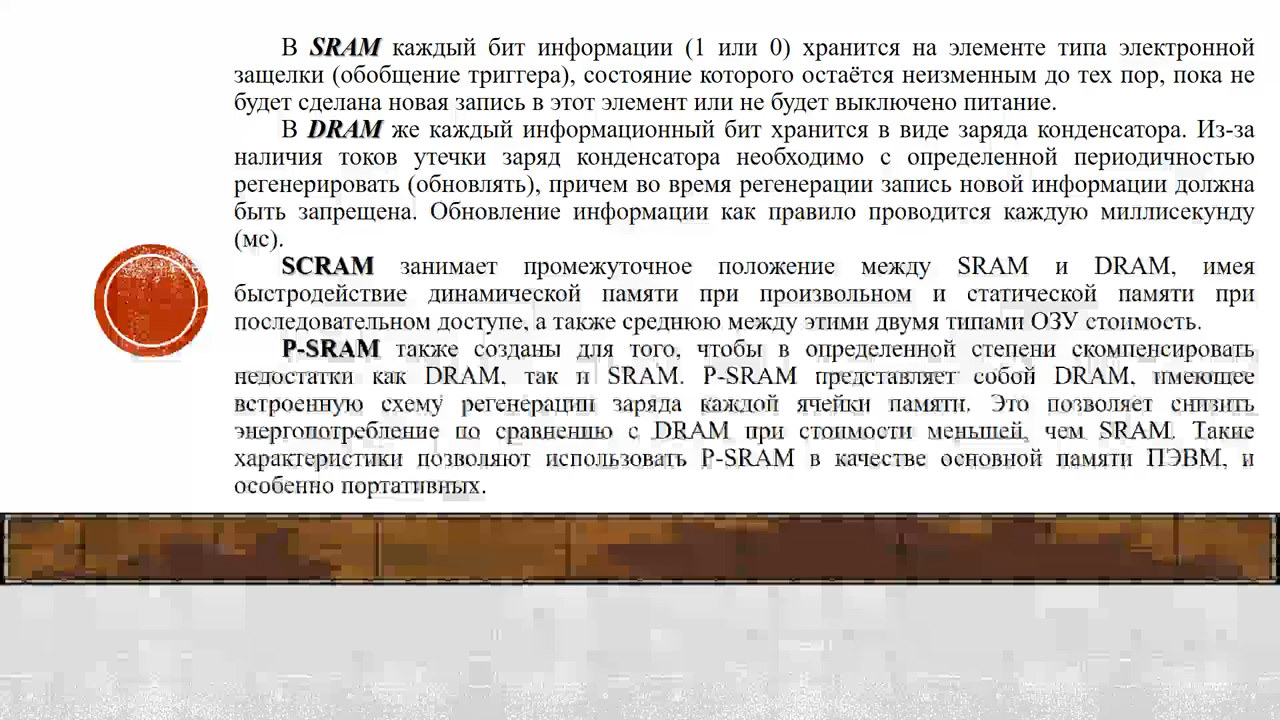 В SRAM каждый бит информации (1 или 0) хранится на элементе типа электронной
защелки (обобщение триггера), состояние которого остаётся неизменным до тех пор, пока не
будет сделана новая запись в этот элемент или не будет выключено питание.
В DRAM же каждый информационный бит хранится в виде заряда конденсатора. Из-за
наличия токов утечки заряд конденсатора необходимо с определенной периодичностью
регенерировать (обновлять), причем во время регенерации запись новой информации должна
быть запрещена. Обновление информации как правило проводится каждую миллисекунду
(мс).
SCRAM занимает промежуточное положение между SRAM и DRAM, имея
быстродействие динамической памяти при произвольном и статической памяти при
последовательном доступе, а также среднюю между этими двумя типами ОЗУ стоимость.
P-SRAM также созданы для того, чтобы в определенной степени скомпенсировать
недостатки как DRAM, так и SRAM. P-SRAM представляет собой DRAM, имеющее
встроенную схему регенерации заряда каждой ячейки памяти. Это позволяет снизить
энергопотребление по сравнению с DRAM при стоимости меньшей, чем SRAM. Такие
характеристики позволяют использовать P-SRAM в качестве основной памяти ПЭВМ, и
особенно портативных.